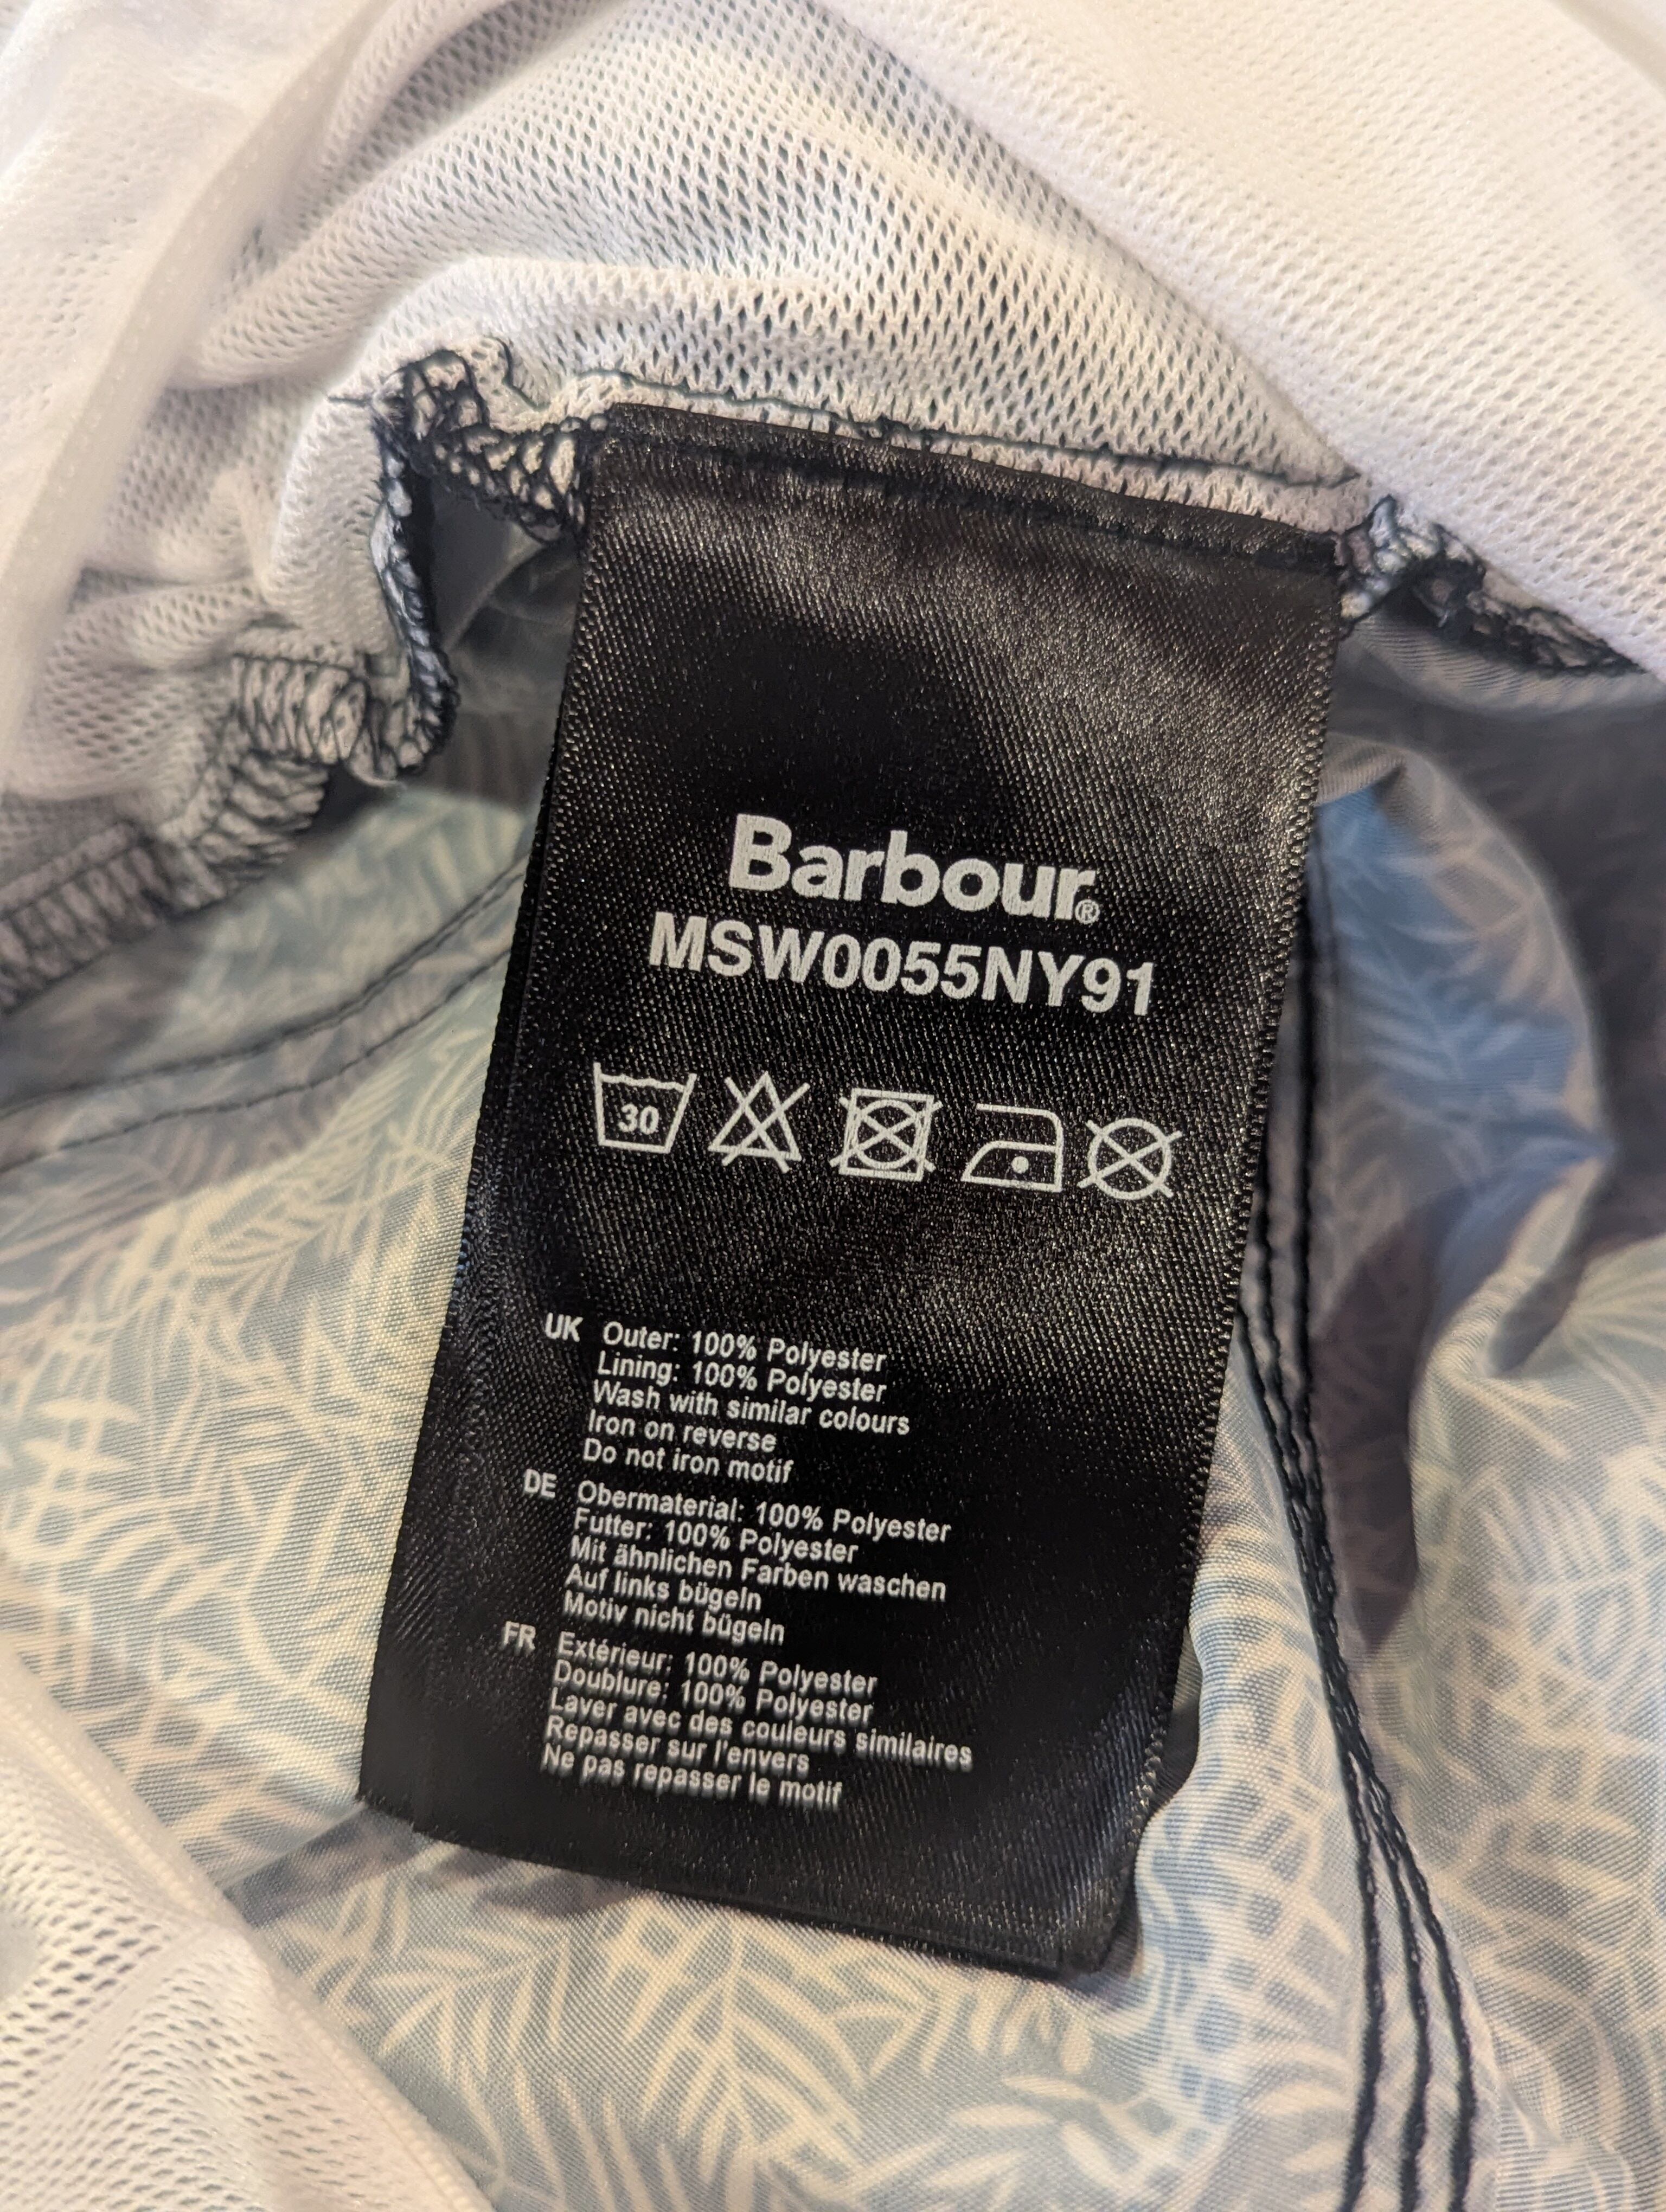 Barbour®
MSW0055NY91
30
UK Outer: 100% Polyester
Lining: 100% Polyester
Wash with similar colours
Iron on reverse
Do not iron motif
DE Obermaterial: 100% Polyester
Futter: 100% Polyester
Mit ähnlichen Farben waschen
Auf links bügeln
Motiv nicht bügeln
FR Extérieur: 100% Polyester
Doublure: 100% Polyester
Laver avec des couleurs similaires
Repasser sur l'envers
Ne pas repasser le motif